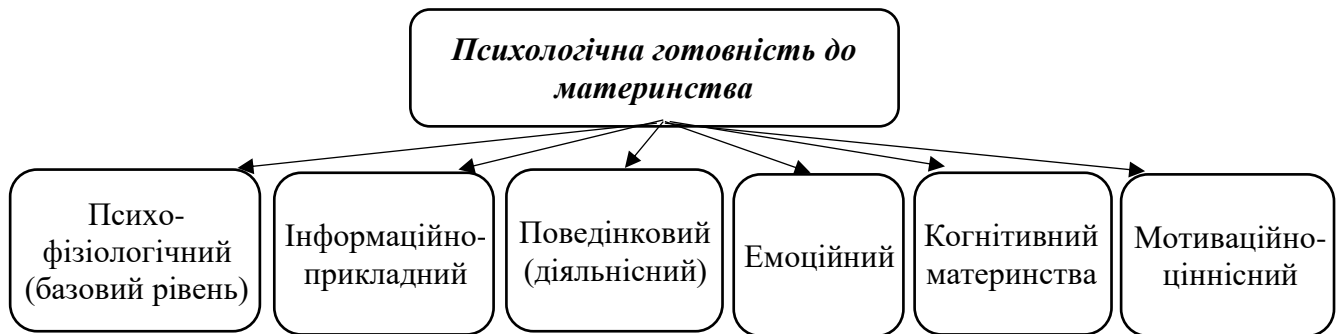 Психологічна готовність до
материнства
Психо-
фізіологічний
(базовий рівень)
Інформаційно-
прикладний
Поведінковий
(діяльнісний)
Емоційний
Когнітивний
материнства
Мотиваційно-
ціннісний